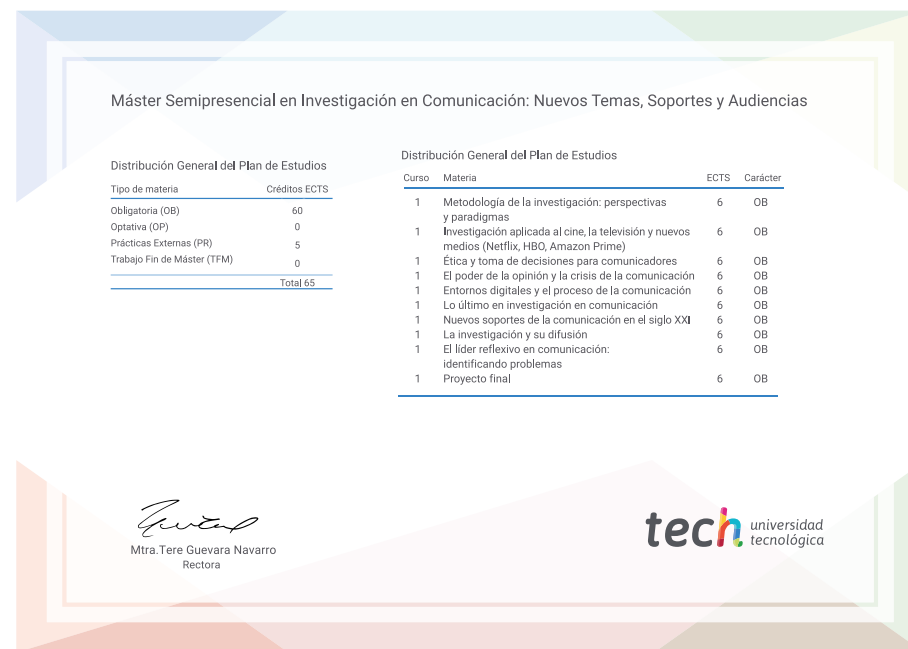 Máster Semipresencial en Investigación en Comunicación: Nuevos Temas, Soportes y Audiencias
Distribución General del Plan de Estudios
Tipo de materia Créditos ECTS
Obligatoria (OB) 60
Optativa (OP) 0
Prácticas Externas (PR) 5
Trabajo Fin de Máster (TFM) 0
Total 65
Distribución General del Plan de Estudios
Curso Materia ECTS Carácter
1 Metodología de la investigación: perspectivas 6 OB
y paradigmas
1 Investigación aplicada al cine, la televisión y nuevos 6 OB
medios (Netflix, HBO, Amazon Prime)
1 Ética y toma de decisiones para comunicadores 6 OB
1 El poder de la opinión y la crisis de la comunicación 6 OB
1 Entornos digitales y el proceso de la comunicación 6 OB
1 Lo último en investigación en comunicación 6 OB
1 Nuevos soportes de la comunicación en el siglo XXI 6 OB
1 La investigación y su difusión 6 OB
1 El líder reflexivo en comunicación: 6 OB
identificando problemas
1 Proyecto final 6 OB
Mtra.Tere Guevara Navarro
Rectora
tech universidad
tecnológica